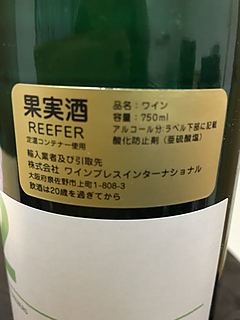 果実酒
REEFER
定温コンテナー使用
品名：ワイン
容量：750ml
アルコール分:ラベル下部に記載
酸化防止剤（亜硫酸塩）
輸入業者及び引取先
株式会社 ワインプレスインターナショナル
大阪府泉佐野市上町1-808-3
飲酒は20歳を過ぎてから